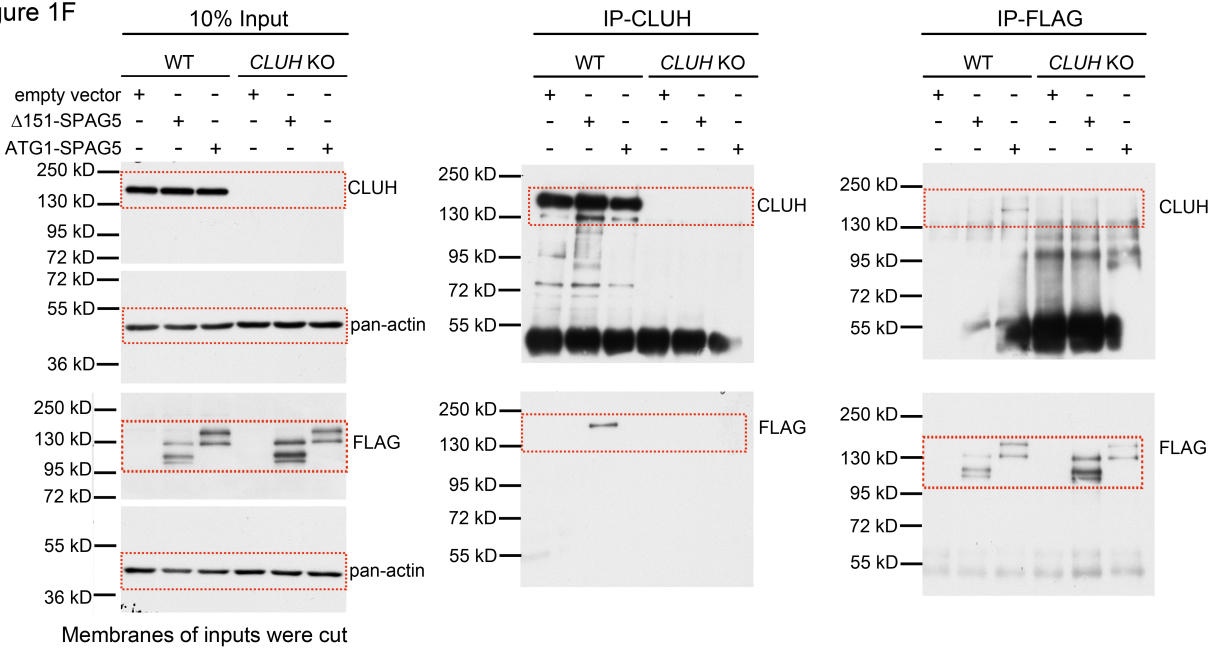 gure 1F
10% Input
IP-CLUH
IP-FLAG
WT CLUH KO
WT CLUH KO
WT CLUH KO
empty vector + - - + - -
+ - - + - -
+ - - + - -
Δ151-SPAG5 - + - - + -
- + - - + -
- + - - + -
ATG1-SPAG5 - - + - - +
- - + - - +
- - + - - +
250 kD
130 kD
95 kD
72 kD
CLUH
72 kD
55 kD
36 kD
pan-actin
250 kD
130 kD
95 kD
72 kD
FLAG
55 kD
36 kD
pan-actin
Membranes of inputs were cut
250 kD
130 kD
95 kD
72 kD
55 kD
CLUH
250 kD
130 kD
95 kD
72 kD
55 kD
FLAG
250 kD
130 kD
95 kD
72 kD
55 kD
CLUH
250 kD
130 kD
95 kD
72 kD
55 kD
FLAG